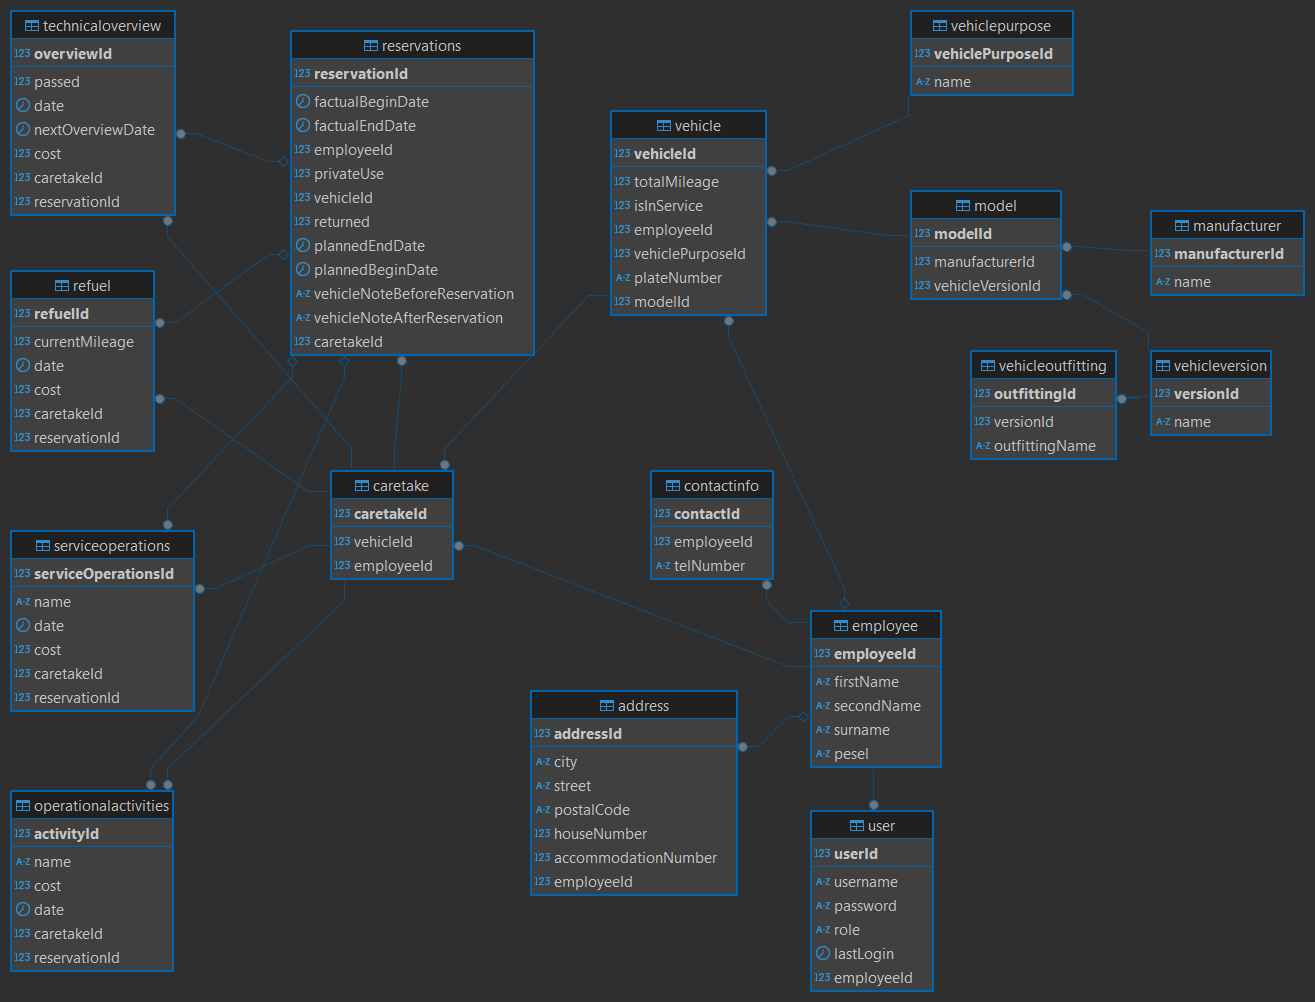 technicaloverview
123 overviewId
123 passed
date
nextOverviewDate
123 cost
123 caretakeId
123 reservationId
reservations
123 reservationId
factualBeginDate
factualEndDate
123 employeeId
123 privateUse
123 vehicleId
123 returned
plannedEndDate
plannedBeginDate
A-Z vehicleNoteBeforeReservation
A-Z vehicleNoteAfterReservation
123 caretakeId
vehicle
123 vehicleId
123 totalMileage
123 isInService
123 employeeId
123 vehiclePurposeId
A-Z plateNumber
123 modelId
vehiclepurpose
123 vehiclePurposeId
A-Z name
model
123 modelId
123 manufacturerId
123 vehicleVersionId
manufacturer
123 manufacturerId
A-Z name
refuel
123 refuelId
123 currentMileage
date
123 cost
123 caretakeId
123 reservationId
vehicleoutfitting
123 outfittingId
123 versionId
A-Z outfittingName
vehicleversion
123 versionId
A-Z name
caretake
123 caretakeId
123 vehicleId
123 employeeId
contactinfo
123 contactId
123 employeeId
A-Z telNumber
serviceoperations
123 serviceOperationsId
A-Z name
date
123 cost
123 caretakeId
123 reservationId
employee
123 employeeId
A-Z firstName
A-Z secondName
A-Z surname
A-Z pesel
address
123 addressId
A-Z city
A-Z street
A-Z postalCode
123 houseNumber
123 accommodationNumber
123 employeeId
operationalactivities
123 activityId
A-Z name
123 cost
date
123 caretakeId
123 reservationId
user
123 userId
A-Z username
A-Z password
A-Z role
lastLogin
123 employeeId